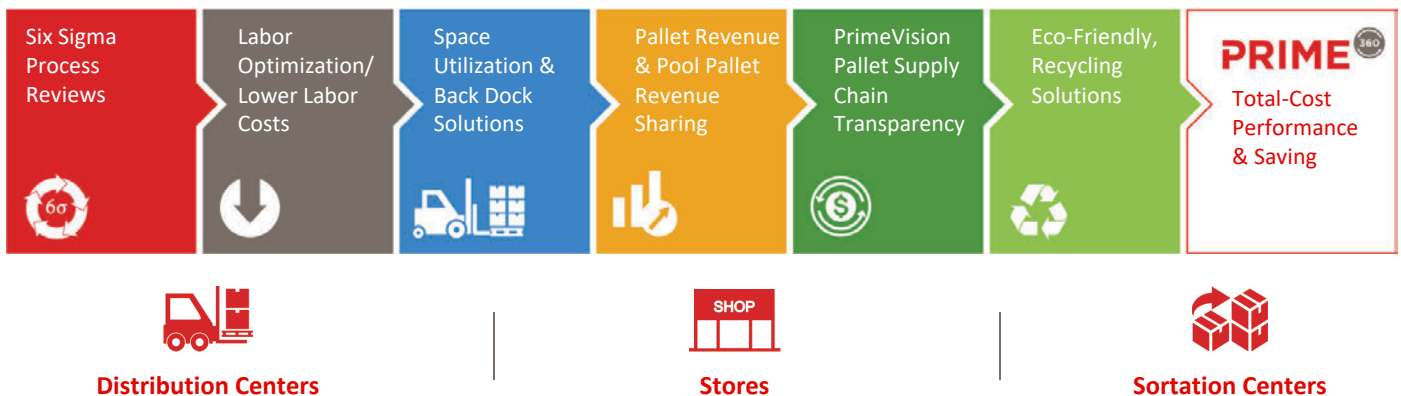 Six Sigma
Process
Reviews
6σ
Labor
Optimization/
Lower Labor
Costs
Space
Utilization &
Back Dock
Solutions
Pallet Revenue
& Pool Pallet
Revenue
Sharing
PrimeVision
Pallet Supply
Chain
Transparency
$
Eco-Friendly,
Recycling
Solutions
PRIME 360
Total-Cost
Performance
& Saving
Distribution Centers
SHOP
Stores
Sortation Centers